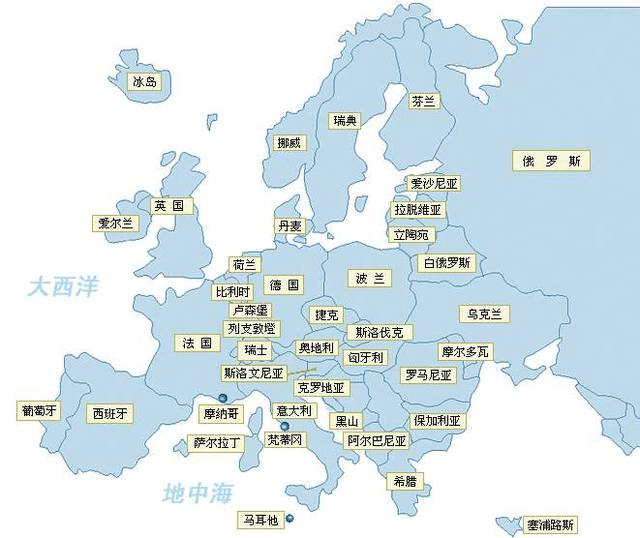 冰岛
芬兰
瑞典
挪威
俄罗斯
爱沙尼亚
英国
拉脱维亚
爱尔兰
丹麦
立陶宛
荷兰
白俄罗斯
波兰
德国
大西洋
比利时
卢森堡
捷克
乌克兰
列支敦登
斯洛伐克
法国
瑞士
奥地利
匈牙利
摩尔多瓦
斯洛文尼亚
罗马尼亚
克罗地亚
葡萄牙
西班牙
摩纳哥
意大利
黑山
保加利亚
萨尔拉丁
梵蒂冈
阿尔巴尼亚
希腊
地中海
马耳他
塞浦路斯